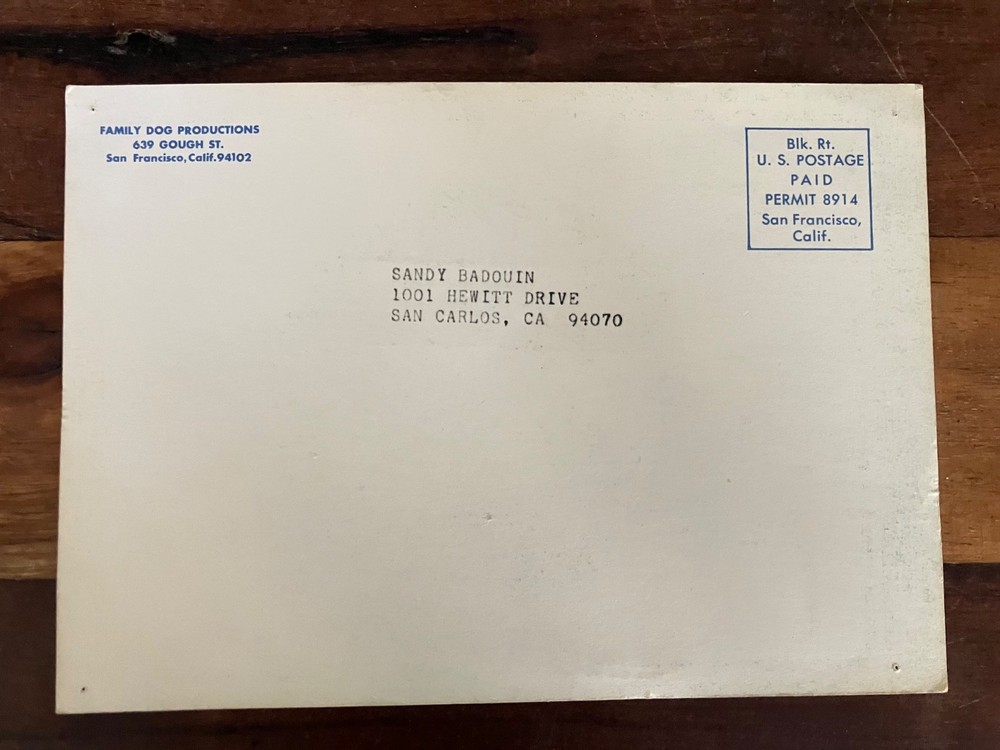 FAMILY DOG PRODUCTIONS
639 GOUGH ST.
San Francisco, Calif.94102
Blk. Rt.
U. S. POSTAGE
PAID
PERMIT 8914
San Francisco,
Calif.
SANDY BADOUIN
1001 HEWITT DRIVE
SAN CARLOS, CA 94070